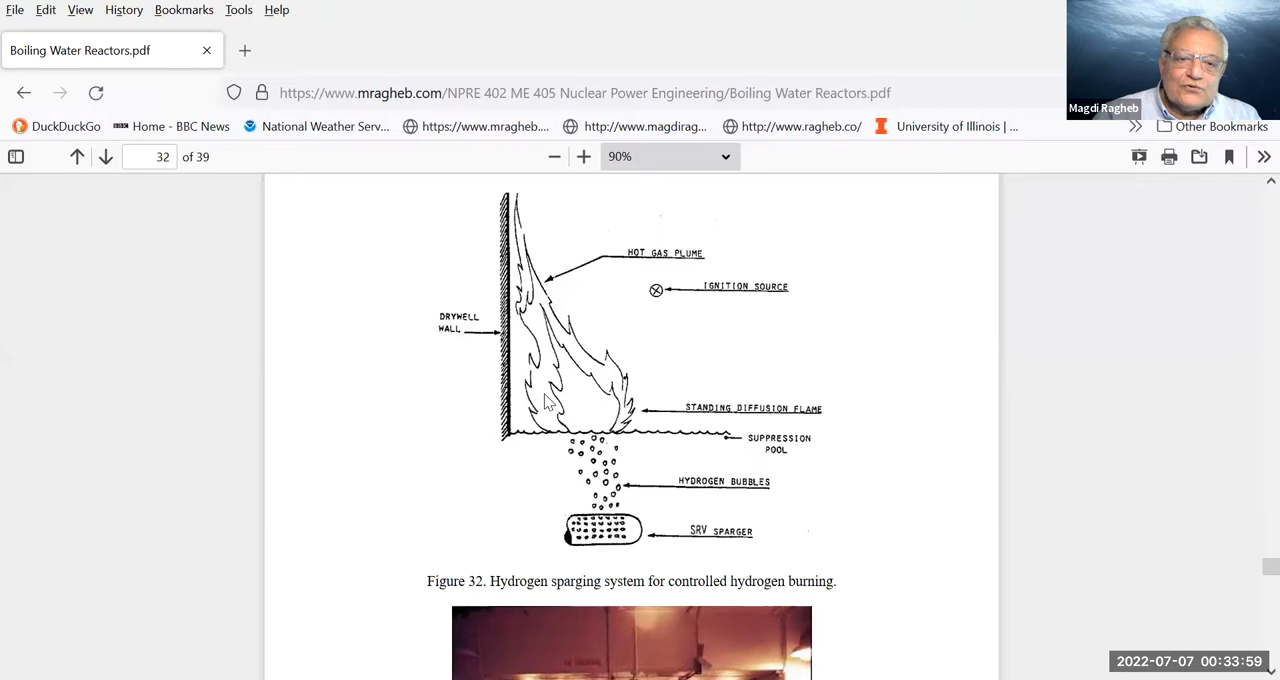 File Edit View History Bookmarks Tools Help
Boiling Water Reactors.pdf
https://www.mragheb.com/NPRE 402 ME 405 Nuclear Power Engineering/Boiling Water Reactors.pdf
Magdi Ragheb
DuckDuckGo BBC Home - BBC News National Weather Serv... https://www.mragheb.... http://www.magdirag... http://www.ragheb.co/ I University of Illinois | ... Other Bookmarks
32 of 39 90%
HOT GAS PLUME
IGNITION SOURCE
DRYWELL
WALL
STANDING DIFFUSION FLAME
SUPPRESSION
POOL
HYDROGEN BUBBLES
SRV SPARGER
Figure 32. Hydrogen sparging system for controlled hydrogen burning.
2022-07-07 00:33:59